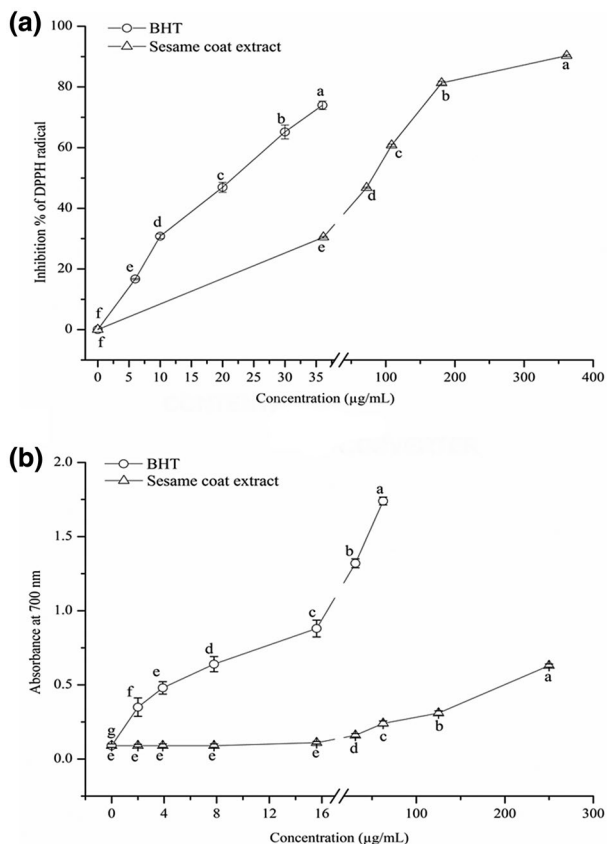 (a)
BHT
Sesame coat extract
Inhibition % of DPPH radical
100
80
60
40
20
0
a
b
c
d
e
f
f
a
b
c
d
e
0 5 10 15 20 25 30 35 100 200 300 400
Concentration (µg/mL)
(b)
BHT
Sesame coat extract
Absorbance at 700 nm
2.0
1.5
1.0
0.5
0.0
a
b
c
d
e
f
g
e e e e e d c b a
0 4 8 12 16 100 200 300
Concentration (µg/mL)